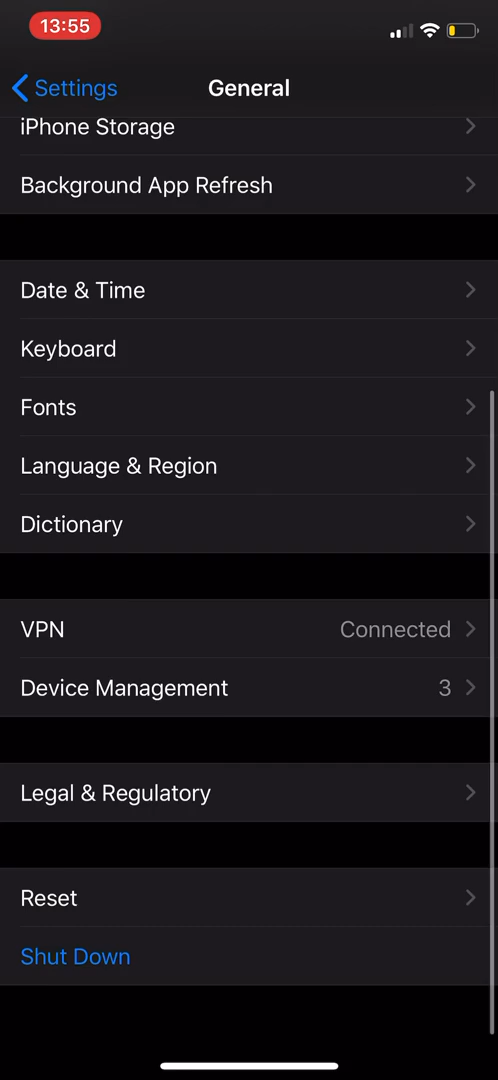 13:55
Settings
General
iPhone Storage
Background App Refresh
Date & Time
Keyboard
Fonts
Language & Region
Dictionary
VPN Connected
Device Management 3
Legal & Regulatory
Reset
Shut Down